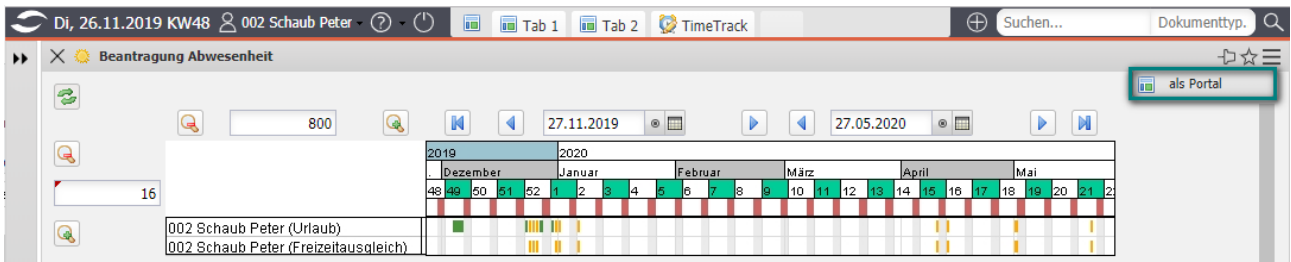 Di, 26.11.2019 KW48 002 Schaub Peter Tab 1 Tab 2 TimeTrack Suchen... Dokumenttyp.
Beantragung Abwesenheit
als Portal
800 27.11.2019 27.05.2020
2019 2020
. Dezember Januar Februar März April Mai
48 49 50 51 52 1 2 3 4 5 6 7 8 9 10 11 12 13 14 15 16 17 18 19 20 21 2
16
002 Schaub Peter (Urlaub)
002 Schaub Peter (Freizeitausgleich)